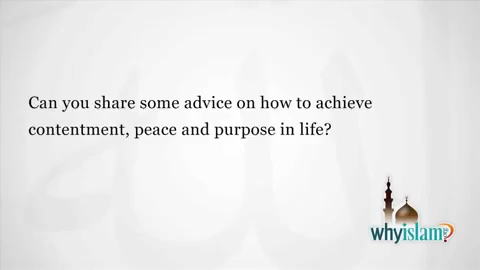 Can you share some advice on how to achieve
contentment, peace and purpose in life?
whyislam?